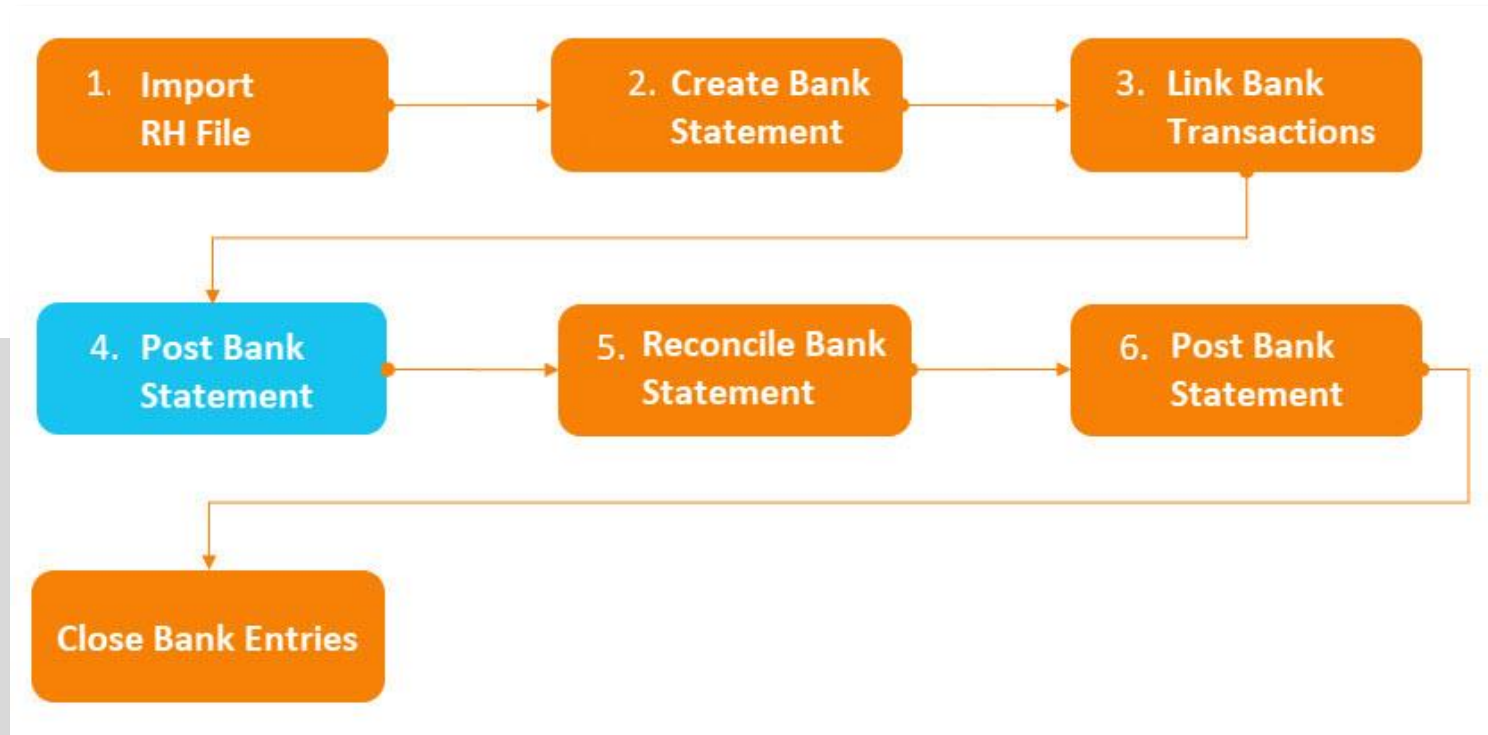 1. Import
RH File
2. Create Bank
Statement
3. Link Bank
Transactions
4. Post Bank
Statement
5. Reconcile Bank
Statement
6. Post Bank
Statement
Close Bank Entries